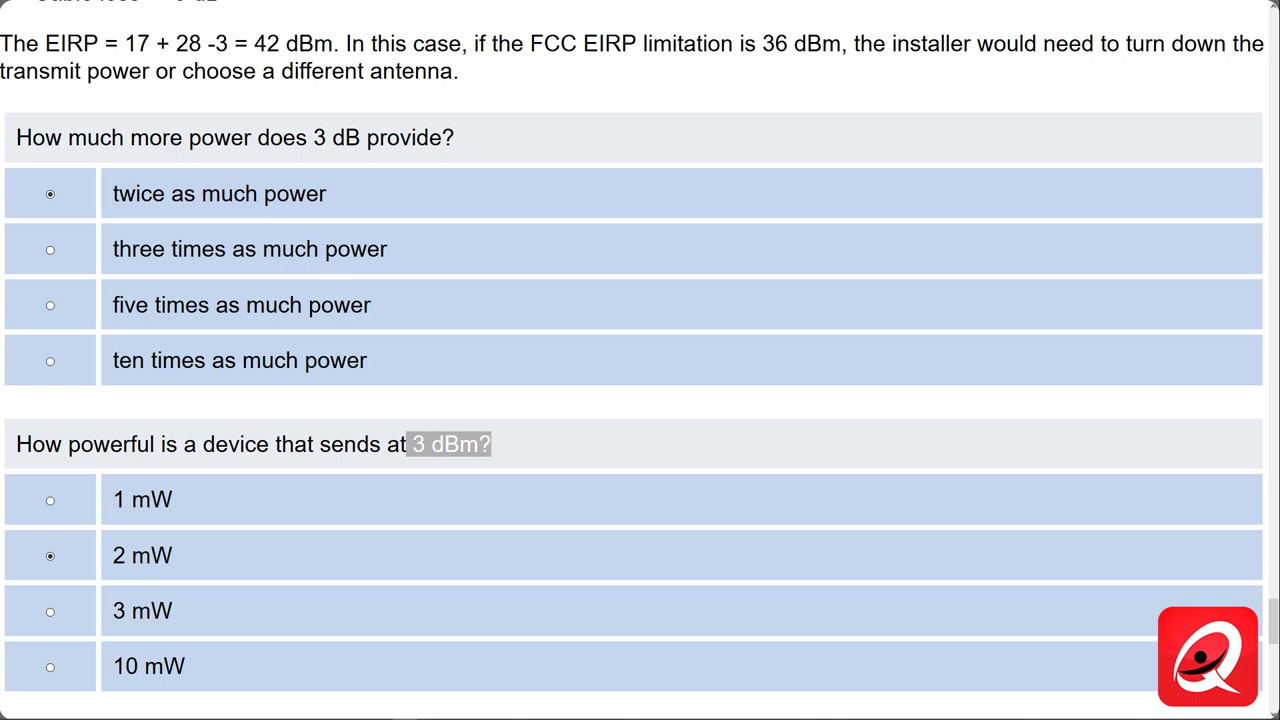 The EIRP = 17 + 28 -3 = 42 dBm. In this case, if the FCC EIRP limitation is 36 dBm, the installer would need to turn down the
transmit power or choose a different antenna.
How much more power does 3 dB provide?
twice as much power
three times as much power
five times as much power
ten times as much power
How powerful is a device that sends at 3 dBm?
1 mW
2 mW
3 mW
10 mW